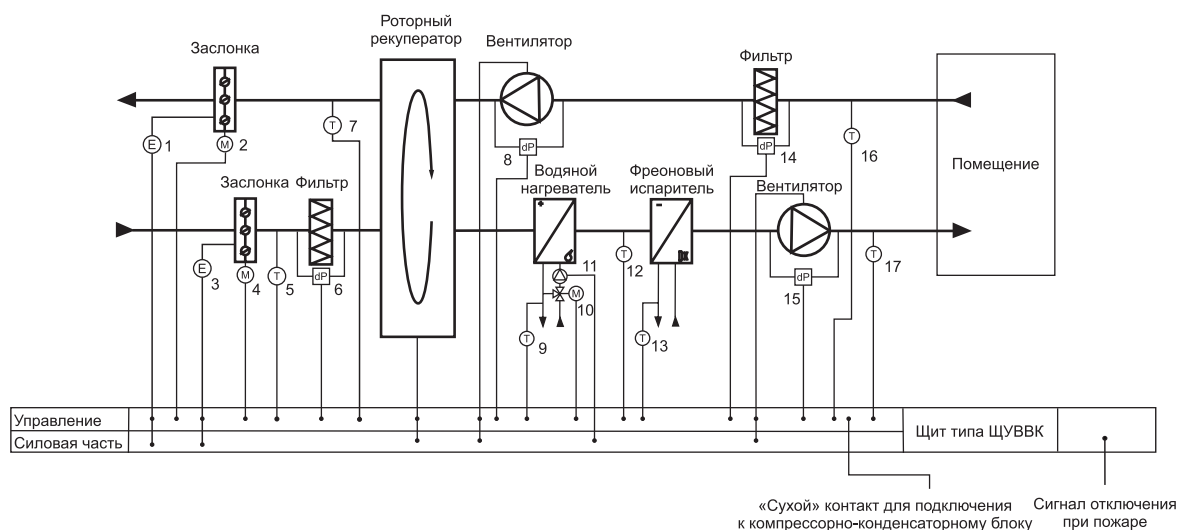 Роторный
рекуператор
Заслонка
Вентилятор
Фильтр
E 1
M 2
T 7
dP
8
dP
14
T
16
Помещение
Заслонка Фильтр
Водяной
нагреватель
Фреоновый
испаритель
Вентилятор
+
-
E
3
M
4
T
5
dP
6
11
M
10
T
9
T
12
T
13
dP
15
T
17
Управление
Силовая часть
Щит типа ЩУВВК
«Сухой» контакт для подключения
к компрессорно-конденсаторному блоку
Сигнал отключения
при пожаре